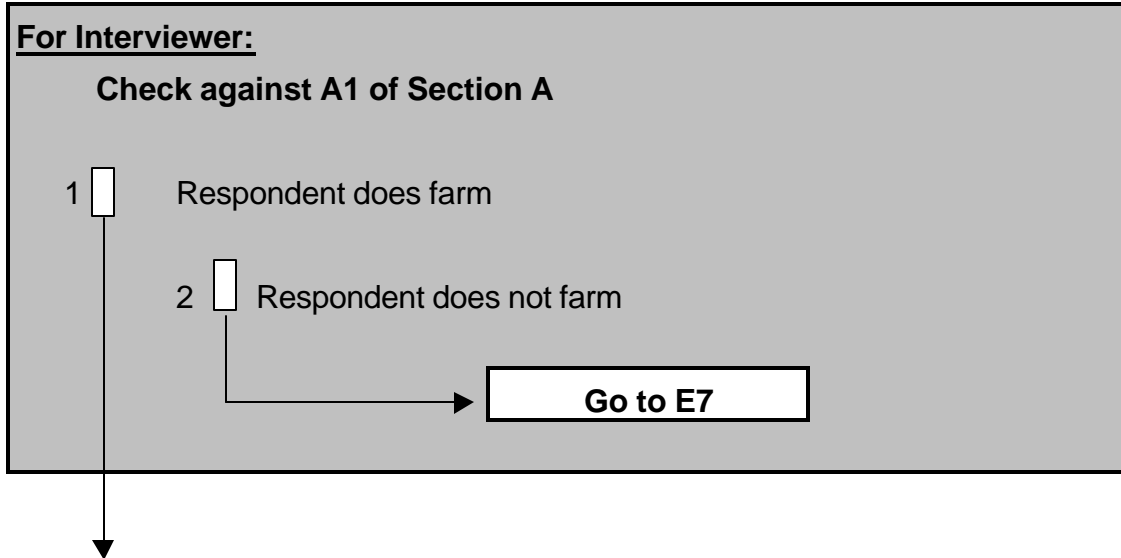 For Interviewer:
Check against A1 of Section A
1 Respondent does farm
2 Respondent does not farm
Go to E7